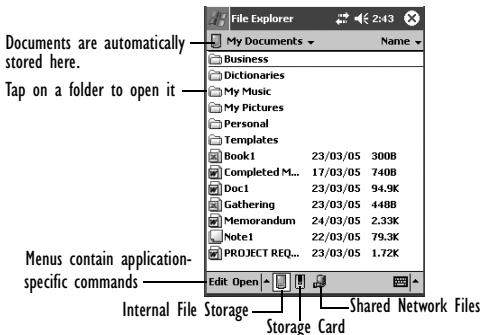 File Explorer 2:43
My Documents Name
Documents are automatically
stored here.
Tap on a folder to open it
Business
Dictionaries
My Music
My Pictures
Personal
Templates
Book1 23/03/05 300B
Completed M... 17/03/05 740B
Doc1 23/03/05 94.9K
Gathering 23/03/05 448B
Memorandum 24/03/05 2.33K
Note1 22/03/05 79.3K
PROJECT REQ... 23/03/05 1.72K
Menus contain application-
specific commands
Edit Open
Internal File Storage
Storage Card
Shared Network Files